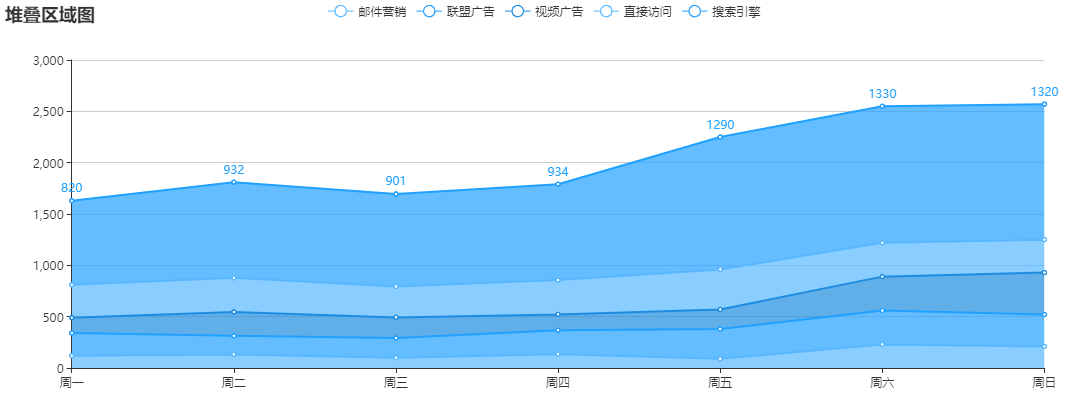 堆叠区域图
邮件营销 联盟广告 视频广告 直接访问 搜索引擎
3,000
2,500
2,000
1,500
1,000
500
0
820 932 901 934 1290 1330 1320
周一 周二 周三 周四 周五 周六 周日